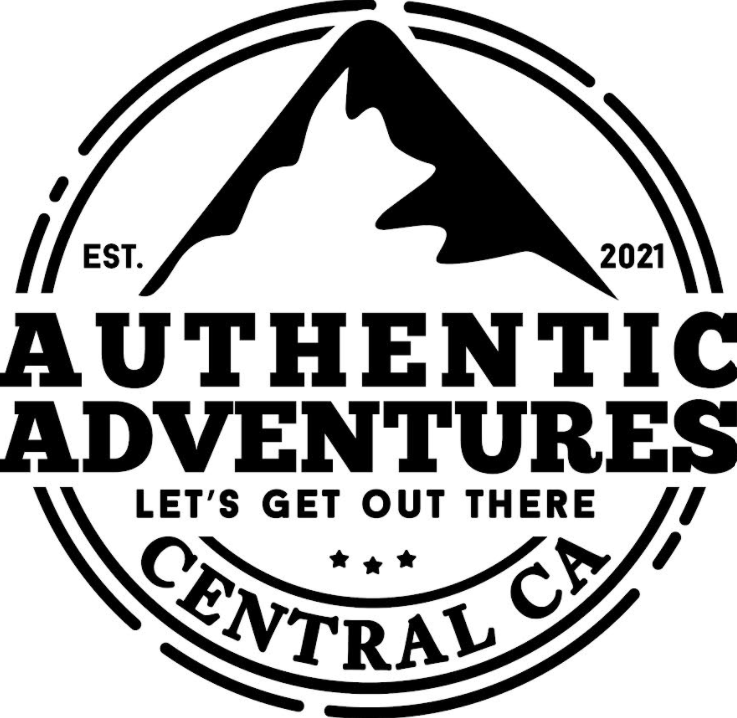 EST. 2021
AUTHENTIC
ADVENTURES
LET'S GET OUT THERE
CENTRAL CA